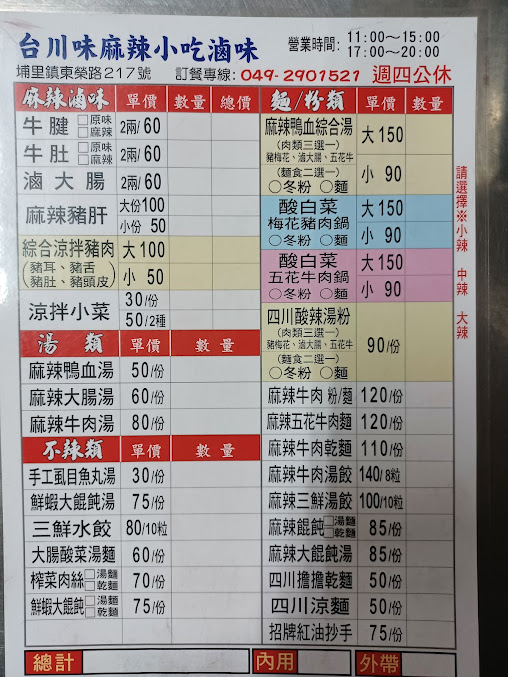 台川味麻辣小吃滷味
營業時間: 11:00～15:00
17:00～20:00
埔里鎮東榮路217號 訂餐專線: 049-2901521 週四公休
麻辣滷味 單價 數量 總價
牛腱 □原味 □麻辣 2兩/60
牛肚 □原味 □麻辣 2兩/60
滷大腸 2兩/60
麻辣豬肝 大份100
小份 50
綜合涼拌豬肉 大100
(豬耳、豬舌
豬肚、豬頭皮) 小 50
涼拌小菜 30/份
50/2種
湯 類 單價 數量
麻辣鴨血湯 50/份
麻辣大腸湯 60/份
麻辣牛肉湯 80/份
不辣類 單價 數量
手工虱目魚丸湯 30/份
鮮蝦大餛飩湯 75/份
三鮮水餃 80/10粒
大腸酸菜湯麵 60/份
榨菜肉絲 □湯麵 □乾麵 70/份
鮮蝦大餛飩 □湯麵 □乾麵 75/份
麵/粉類 單價 數量
麻辣鴨血綜合湯 大150
(肉類三選一)
豬梅花、滷大腸、五花牛
(麵食二選一) 小 90
○冬粉 ○麵
酸白菜 大150
梅花豬肉鍋
○冬粉 ○麵 小 90
酸白菜 大150
五花牛肉鍋
○冬粉 ○麵 小 90
四川酸辣湯粉
(肉類三選一)
豬梅花、滷大腸、五花牛 90/份
(麵食二選一)
○冬粉 ○麵
麻辣牛肉 粉/麵 120/份
麻辣五花牛肉麵 120/份
麻辣牛肉乾麵 110/份
麻辣牛肉湯餃 140/8粒
麻辣三鮮湯餃 100/10粒
麻辣餛飩 □湯麵 □乾麵 85/份
麻辣大餛飩湯 85/份
四川擔擔乾麵 50/份
四川涼麵 50/份
招牌紅油抄手 75/份
請選擇※小辣 中辣 大辣
總計 內用 外帶